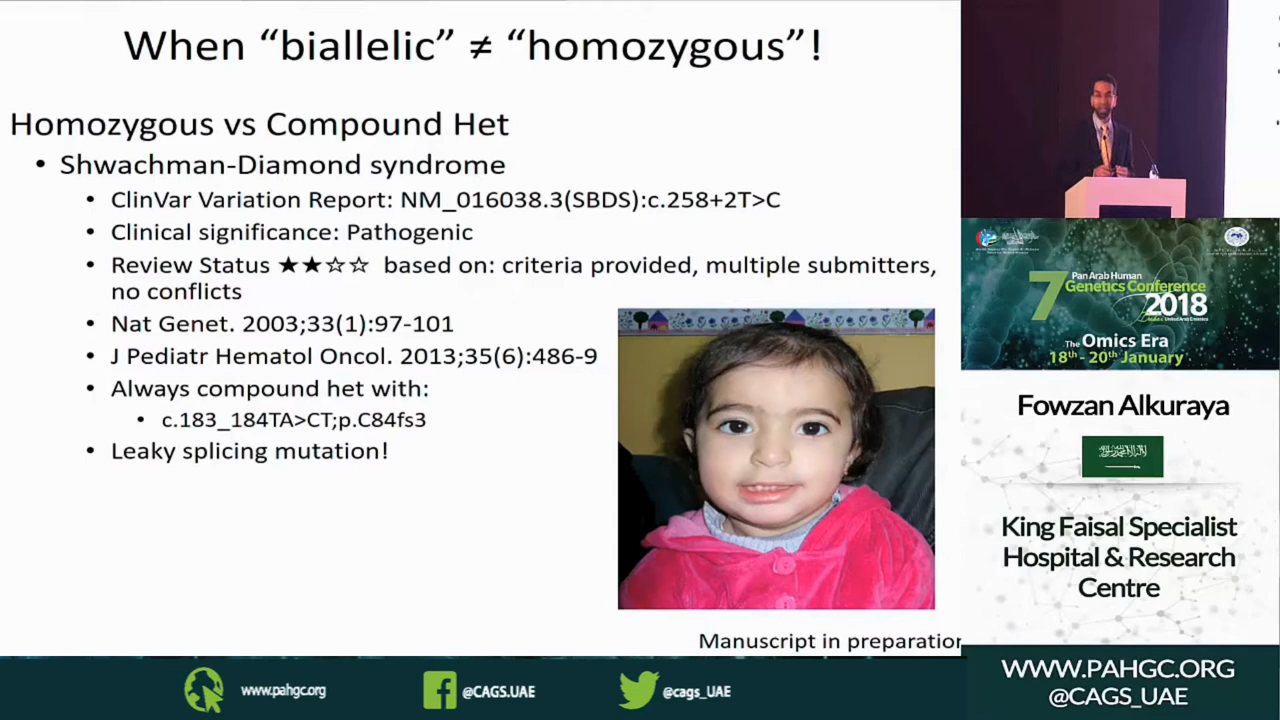 When “biallelic” ≠ “homozygous”!
Homozygous vs Compound Het
• Shwachman-Diamond syndrome
• ClinVar Variation Report: NM_016038.3(SBDS):c.258+2T>C
• Clinical significance: Pathogenic
• Review Status ★★☆☆ based on: criteria provided, multiple submitters,
no conflicts
• Nat Genet. 2003;33(1):97-101
• J Pediatr Hematol Oncol. 2013;35(6):486-9
• Always compound het with:
• c.183_184TA>CT;p.C84fs3
• Leaky splicing mutation!
Manuscript in preparation
7
Pan Arab Human
Genetics Conference
2018
Dubai United Arab Emirates
The Omics Era
18th - 20th January
Fowzan Alkuraya
King Faisal Specialist
Hospital & Research
Centre
WWW.PAHGC.ORG
@CAGS_UAE
www.pahgc.org
@CAGS.UAE
@cags_UAE